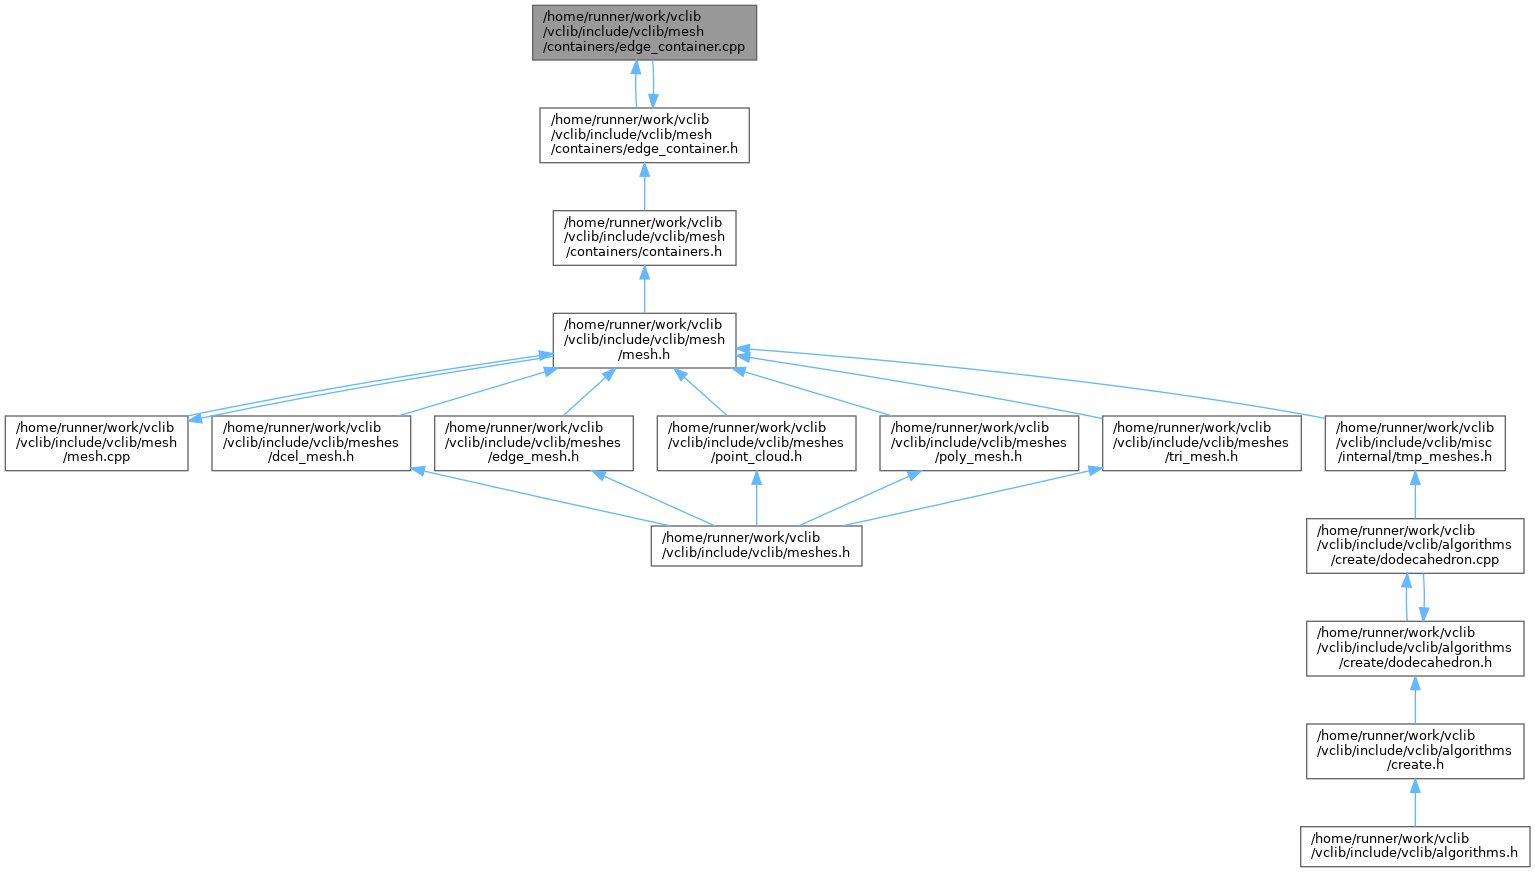 /home/runner/work/vclib
/vclib/include/vclib/mesh
/containers/edge_container.cpp
/home/runner/work/vclib
/vclib/include/vclib/mesh
/containers/edge_container.h
/home/runner/work/vclib
/vclib/include/vclib/mesh
/containers/containers.h
/home/runner/work/vclib
/vclib/include/vclib/mesh
/mesh.h
/home/runner/work/vclib
/vclib/include/vclib/mesh
/mesh.cpp
/home/runner/work/vclib
/vclib/include/vclib/meshes
/dcel_mesh.h
/home/runner/work/vclib
/vclib/include/vclib/meshes
/edge_mesh.h
/home/runner/work/vclib
/vclib/include/vclib/meshes
/point_cloud.h
/home/runner/work/vclib
/vclib/include/vclib/meshes
/poly_mesh.h
/home/runner/work/vclib
/vclib/include/vclib/meshes
/tri_mesh.h
/home/runner/work/vclib
/vclib/include/vclib/misc
/internal/tmp_meshes.h
/home/runner/work/vclib
/vclib/include/vclib/meshes.h
/home/runner/work/vclib
/vclib/include/vclib/algorithms
/create/dodecahedron.cpp
/home/runner/work/vclib
/vclib/include/vclib/algorithms
/create/dodecahedron.h
/home/runner/work/vclib
/vclib/include/vclib/algorithms
/create.h
/home/runner/work/vclib
/vclib/include/vclib/algorithms.h